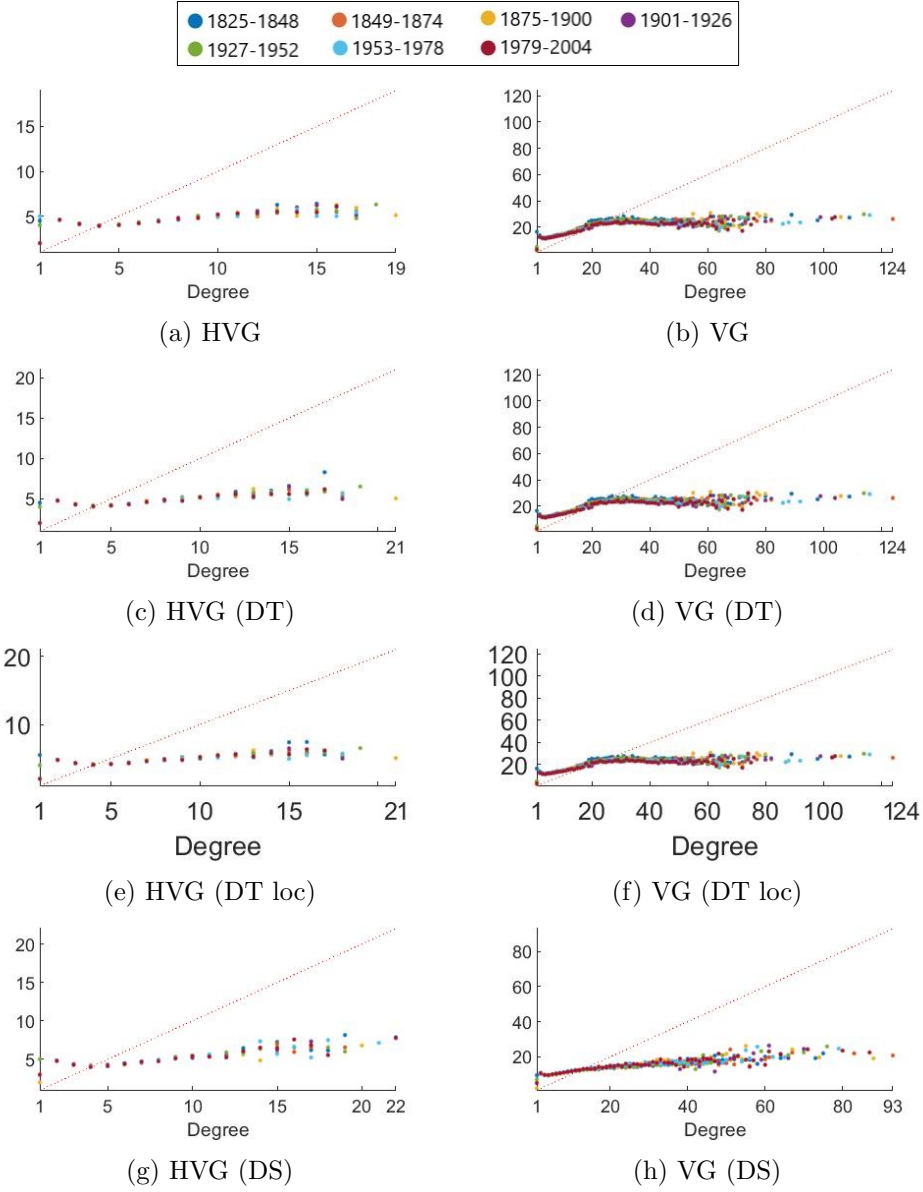 1825-1848 1849-1874 1875-1900 1901-1926
1927-1952 1953-1978 1979-2004
15
10
5
1 5 10 15 19
Degree
(a) HVG
120
100
80
60
40
20
1 20 40 60 80 100 124
Degree
(b) VG
20
15
10
5
1 5 10 15 21
Degree
(c) HVG (DT)
120
100
80
60
40
20
1 20 40 60 80 100 124
Degree
(d) VG (DT)
20
10
1 5 10 15 21
Degree
(e) HVG (DT loc)
120
100
80
60
40
20
1 20 40 60 80 100 124
Degree
(f) VG (DT loc)
20
15
10
5
1 5 10 15 20 22
Degree
(g) HVG (DS)
80
60
40
20
1 20 40 60 80 93
Degree
(h) VG (DS)